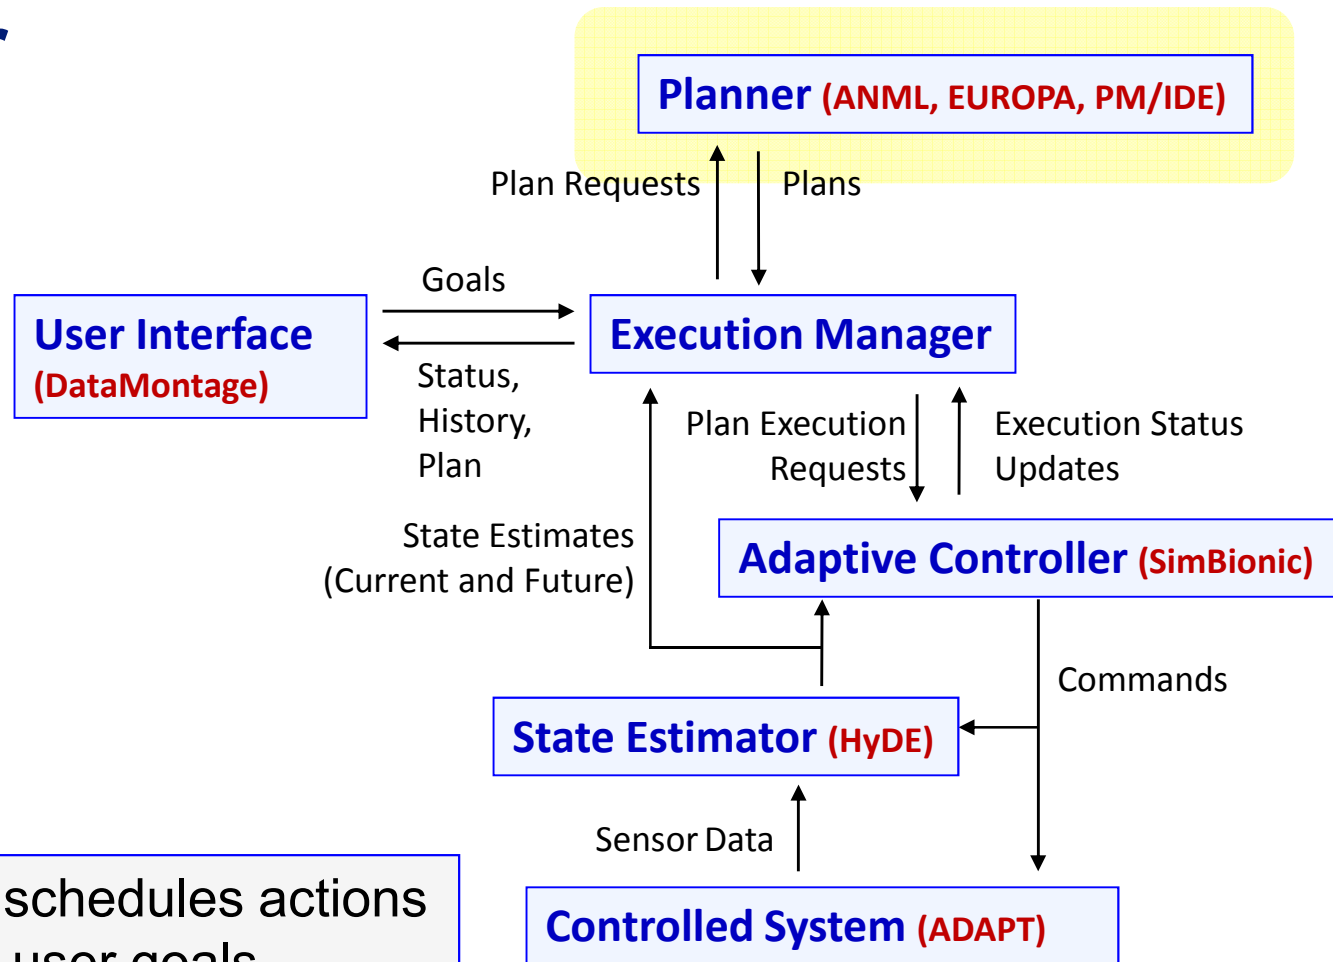 Planner (ANML, EUROPA, PM/IDE)
Plan Requests
Plans
Goals
User Interface
(DataMontage)
Execution Manager
Status,
History,
Plan
Plan Execution
Requests
Execution Status
Updates
State Estimates
(Current and Future)
Adaptive Controller (SimBionic)
Commands
State Estimator (HyDE)
Sensor Data
schedules actions
user goals
Controlled System (ADAPT)